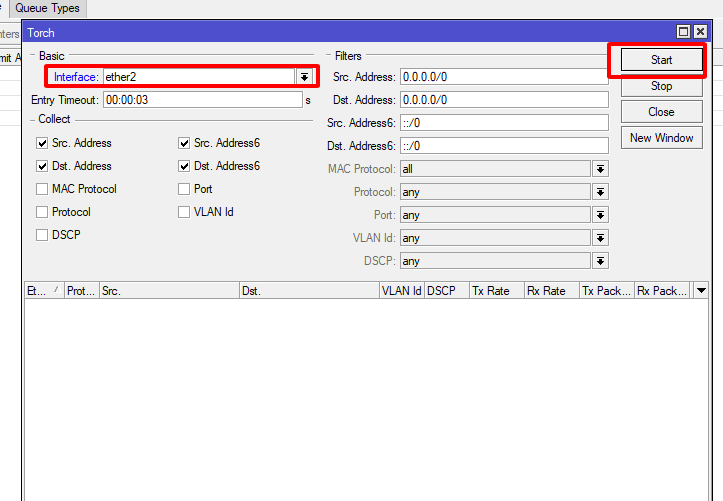 Queue Types
nters
mit A
Torch
Basic
Interface: ether2
Entry Timeout: 00:00:03 s
Collect
Src. Address
Src. Address6
Dst. Address
Dst. Address6
MAC Protocol
Port
Protocol
VLAN Id
DSCP
Filters
Src. Address: 0.0.0.0/0
Dst. Address: 0.0.0.0/0
Src. Address6: ::/0
Dst. Address6: ::/0
MAC Protocol: all
Protocol: any
Port: any
VLAN Id: any
DSCP: any
Start
Stop
Close
New Window
Et... / Prot... Src. Dst. VLAN Id DSCP Tx Rate Rx Rate Tx Pack... Rx Pack...